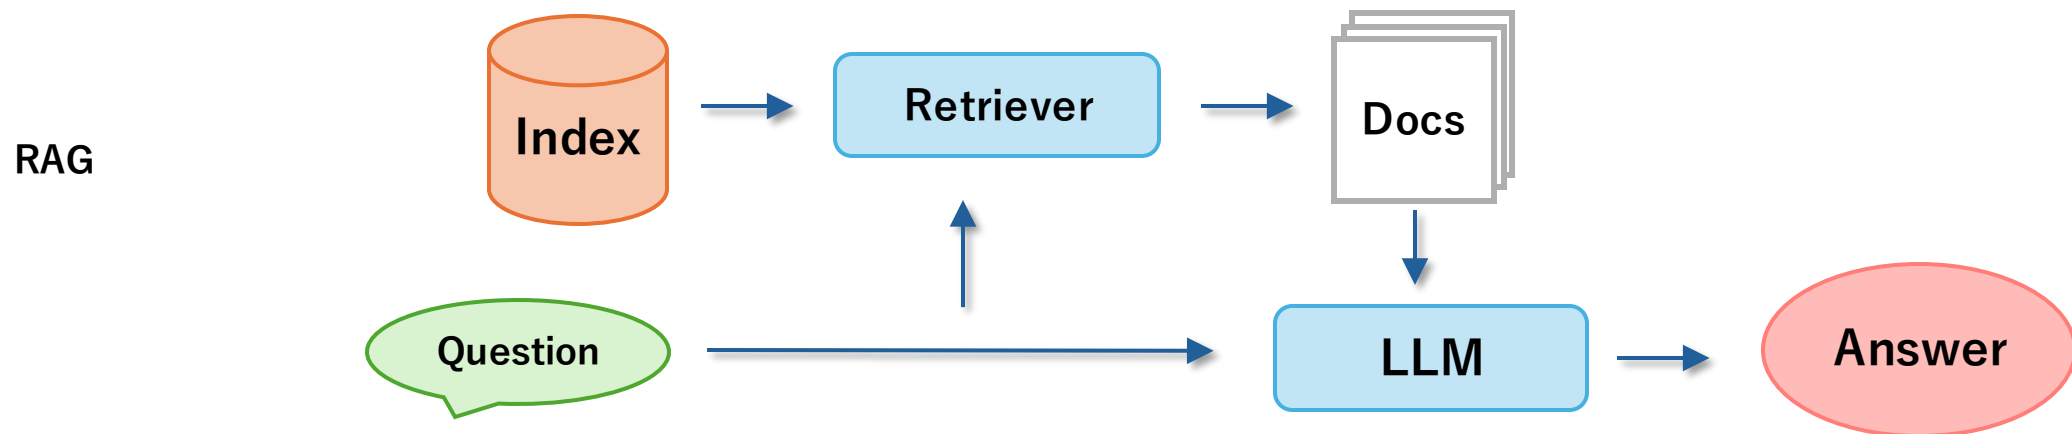 RAG
Index
Retriever
Docs
Question
LLM
Answer